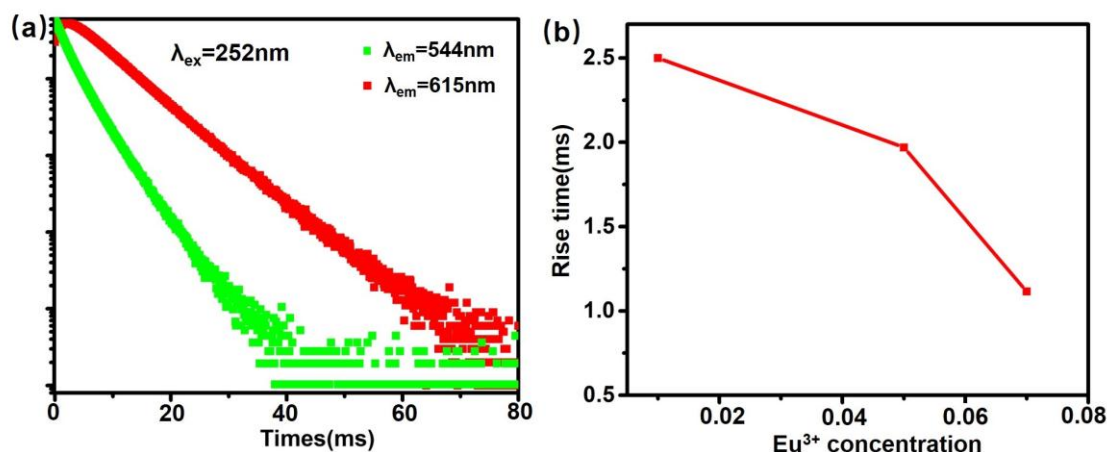 (a)
λex=252nm
λem=544nm
λem=615nm
0
20
40
60
80
Times(ms)
(b)
2.5
2.0
1.5
1.0
0.5
Rise time(ms)
0.02
0.04
0.06
0.08
Eu³⁺ concentration